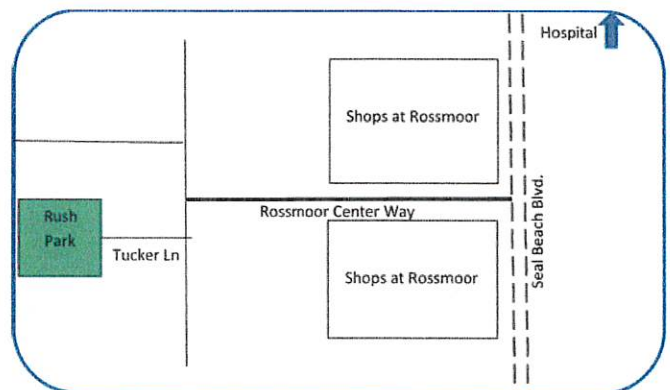 Hospital
Shops at Rossmoor
Seal Beach Blvd.
Rush
Park
Rossmoor Center Way
Tucker Ln
Shops at Rossmoor